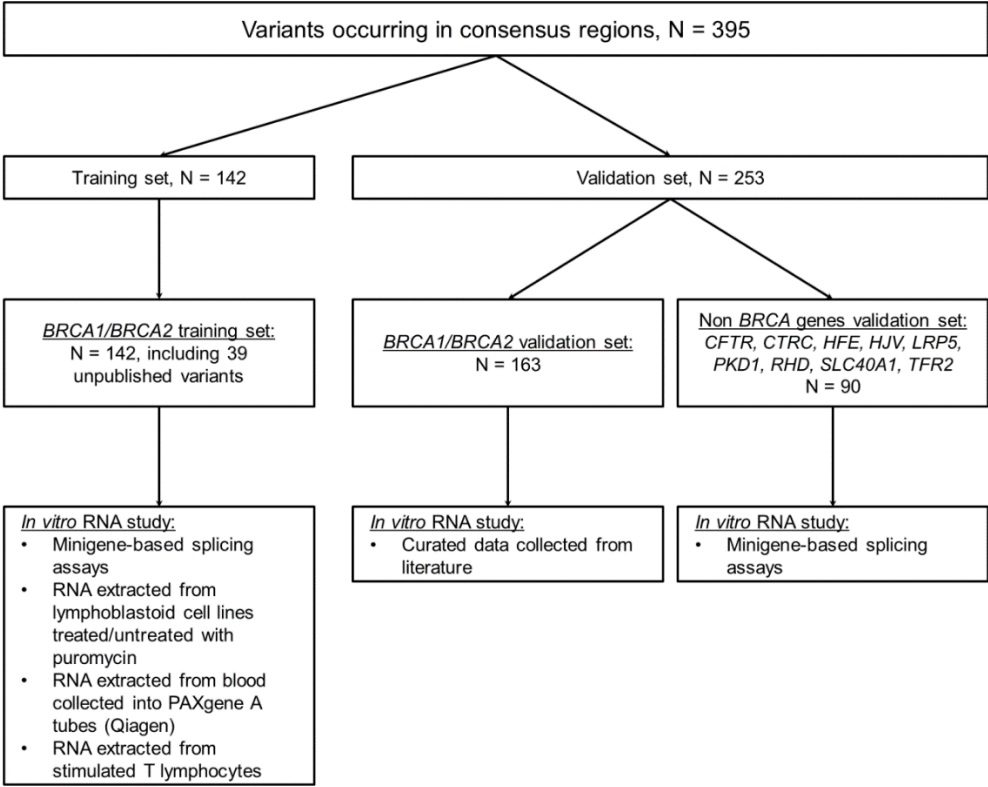 Variants occurring in consensus regions, N = 395
Training set, N = 142
Validation set, N = 253
BRCA1/BRCA2 training set:
N = 142, including 39
unpublished variants
BRCA1/BRCA2 validation set:
N = 163
Non BRCA genes validation set:
CFTR, CTRC, HFE, HJV, LRP5,
PKD1, RHD, SLC40A1, TFR2
N = 90
In vitro RNA study:
• Minigene-based splicing
assays
• RNA extracted from
lymphoblastoid cell lines
treated/untreated with
puromycin
• RNA extracted from blood
collected into PAXgene A
tubes (Qiagen)
• RNA extracted from
stimulated T lymphocytes
In vitro RNA study:
• Curated data collected from
literature
In vitro RNA study:
• Minigene-based splicing
assays